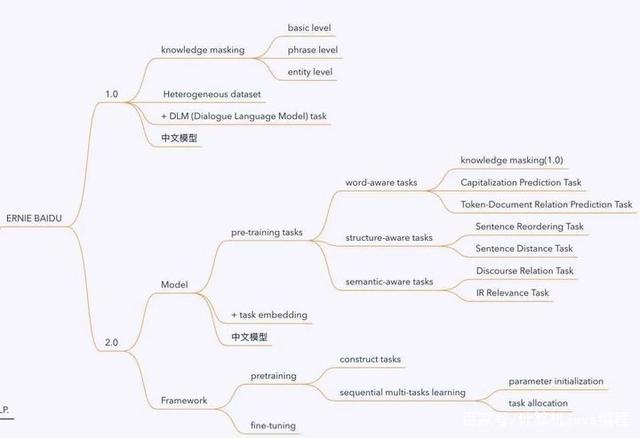 basic level
knowledge masking
phrase level
entity level
1.0
Heterogeneous dataset
+ DLM (Dialogue Language Model) task
中文模型
knowledge masking(1.0)
word-aware tasks
Capitalization Prediction Task
Token-Document Relation Prediction Task
ERNIE BAIDU
Sentence Reordering Task
pre-training tasks
structure-aware tasks
Sentence Distance Task
Discourse Relation Task
semantic-aware tasks
Model
IR Relevance Task
+ task embedding
中文模型
2.0
construct tasks
pretraining
parameter initialization
sequential multi-tasks learning
Framework
task allocation
LP.
fine-tuning